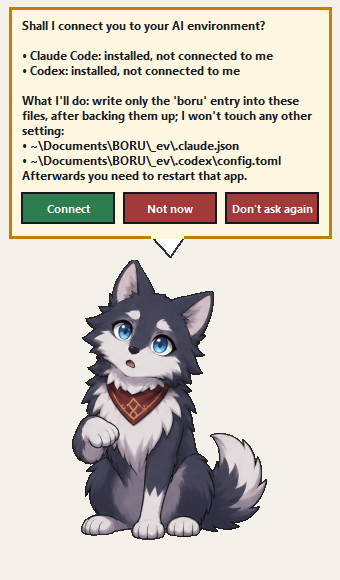 Shall I connect you to your AI environment?
• Claude Code: installed, not connected to me
• Codex: installed, not connected to me
What I'll do: write only the 'boru' entry into these
files, after backing them up; I won't touch any other
setting:
• ~\Documents\BORU\_ev\.claude.json
• ~\Documents\BORU\_ev\.codex\config.toml
Afterwards you need to restart that app.
Connect Not now Don't ask again